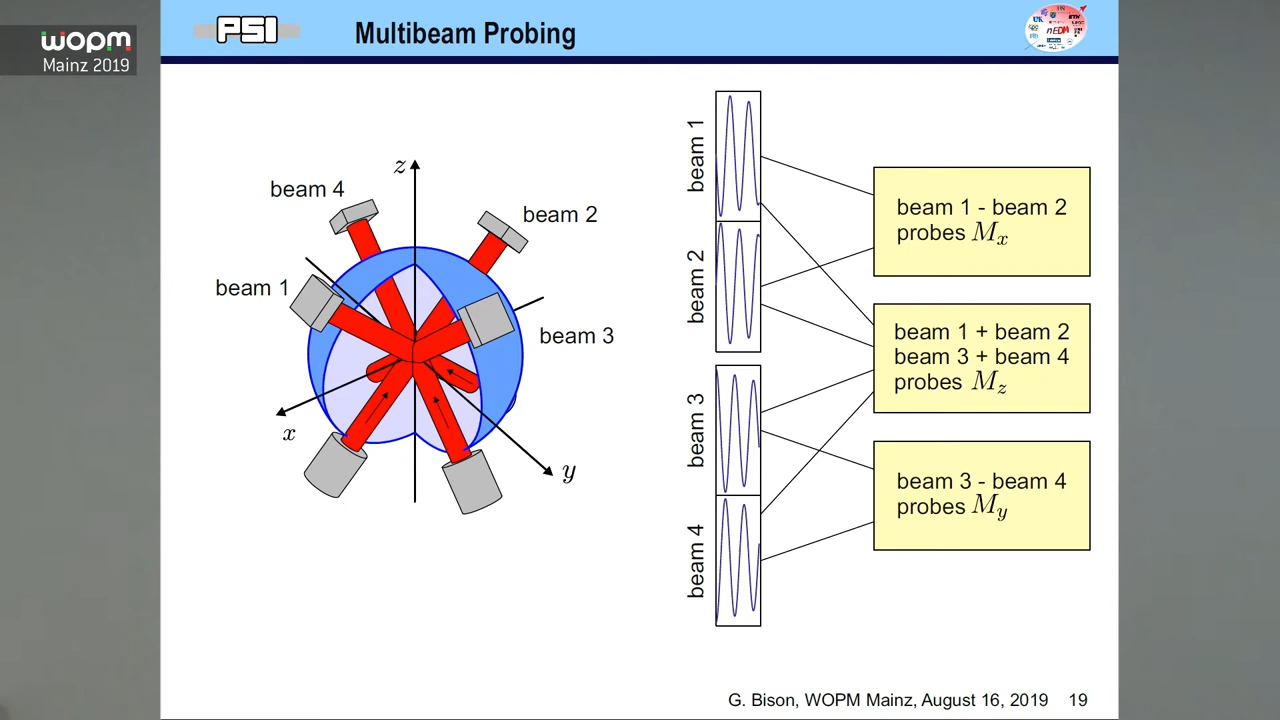 wopm
Mainz 2019
PSI
Multibeam Probing
nEDM
z
beam 4
beam 2
beam 1
beam 3
x
y
beam 1
beam 2
beam 3
beam 4
beam 1 - beam 2
probes Mx
beam 1 + beam 2
beam 3 + beam 4
probes Mz
beam 3 - beam 4
probes My
G. Bison, WOPM Mainz, August 16, 2019 19